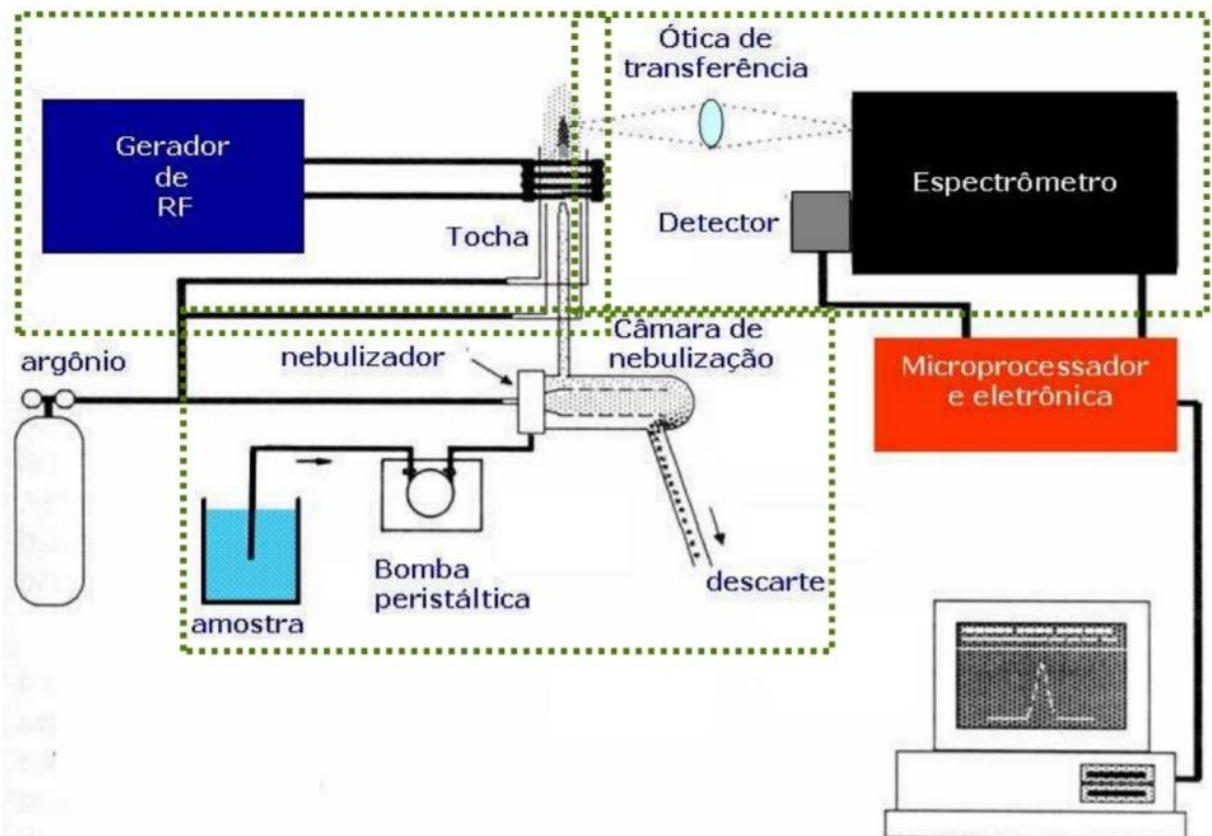 Ótica de
transferência
Gerador
de
RF
Espectrômetro
Detector
Tocha
Câmara de
nebulização
nebulizador
argônio
Microprocessador
e eletrônica
Bomba
peristáltica
descarte
amostra